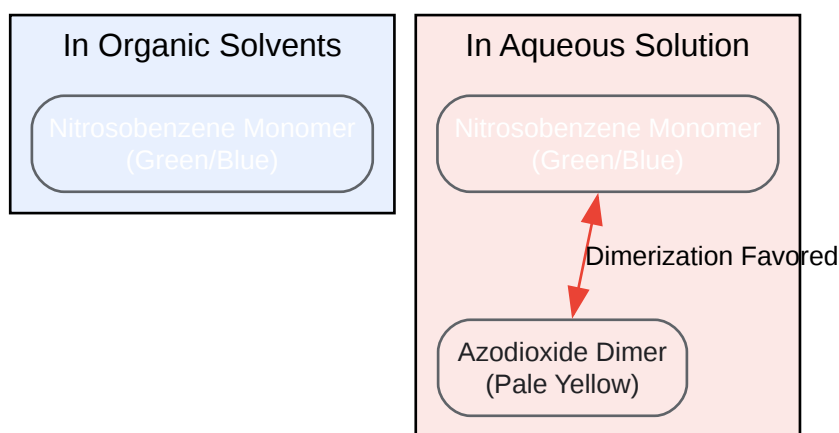 In Organic Solvents
Nitrosobenzene Monomer
(Green/Blue)
In Aqueous Solution
Nitrosobenzene Monomer
(Green/Blue)
Dimerization Favored
Azodioxide Dimer
(Pale Yellow)